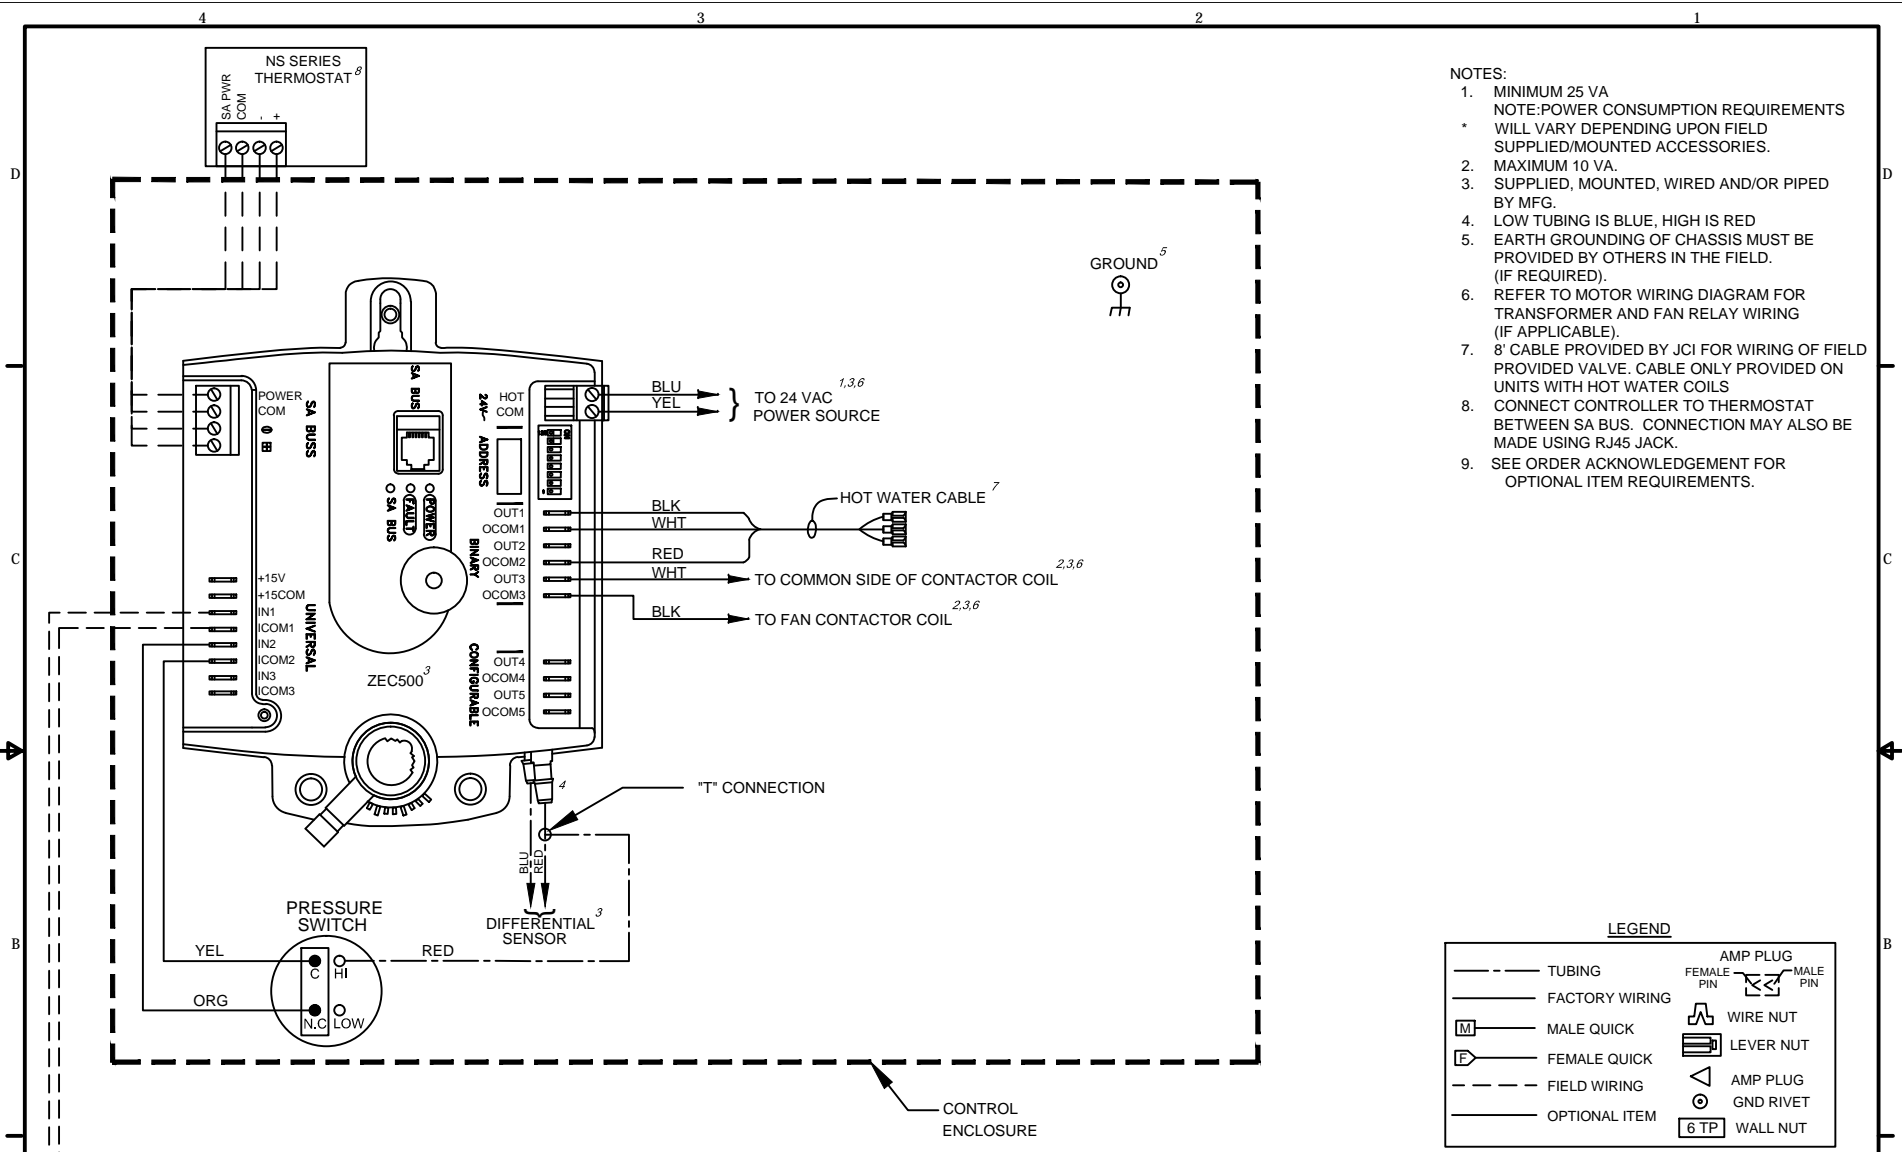 4 3 2 1
NS SERIES
THERMOSTAT 8
SA PWR
COM
-
+
D
D
NOTES:
1. MINIMUM 25 VA
NOTE:POWER CONSUMPTION REQUIREMENTS
* WILL VARY DEPENDING UPON FIELD
SUPPLIED/MOUNTED ACCESSORIES.
2. MAXIMUM 10 VA.
3. SUPPLIED, MOUNTED, WIRED AND/OR PIPED
BY MFG.
4. LOW TUBING IS BLUE, HIGH IS RED
5. EARTH GROUNDING OF CHASSIS MUST BE
PROVIDED BY OTHERS IN THE FIELD.
(IF REQUIRED).
6. REFER TO MOTOR WIRING DIAGRAM FOR
TRANSFORMER AND FAN RELAY WIRING
(IF APPLICABLE).
7. 8' CABLE PROVIDED BY JCI FOR WIRING OF FIELD
PROVIDED VALVE. CABLE ONLY PROVIDED ON
UNITS WITH HOT WATER COILS
8. CONNECT CONTROLLER TO THERMOSTAT
BETWEEN SA BUS. CONNECTION MAY ALSO BE
MADE USING RJ45 JACK.
9. SEE ORDER ACKNOWLEDGEMENT FOR
OPTIONAL ITEM REQUIREMENTS.
GROUND 5
POWER
COM
SA BUSS
SA BUS
24V~
HOT
COM
BLU
YEL
TO 24 VAC 1,3,6
POWER SOURCE
ADDRESS
ON
SA BUS
FAULT
POWER
BINARY
OUT1
OCOM1
OUT2
OCOM2
OUT3
OCOM3
BLK
WHT
RED
WHT
BLK
HOT WATER CABLE 7
TO COMMON SIDE OF CONTACTOR COIL 2,3,6
TO FAN CONTACTOR COIL 2,3,6
C
C
+15V
+15COM
IN1
ICOM1
IN2
ICOM2
IN3
ICOM3
UNIVERSAL
ZEC500 3
CONFIGURABLE
OUT4
OCOM4
OUT5
OCOM5
4
"T" CONNECTION
BLU
RED
DIFFERENTIAL 3
SENSOR
PRESSURE
SWITCH
YEL
RED
ORG
C HI
N.C LOW
B
B
CONTROL
ENCLOSURE
LEGEND
TUBING
FACTORY WIRING
M MALE QUICK
F FEMALE QUICK
FIELD WIRING
OPTIONAL ITEM
AMP PLUG
FEMALE
PIN
MALE
PIN
WIRE NUT
LEVER NUT
AMP PLUG
GND RIVET
6 TP WALL NUT